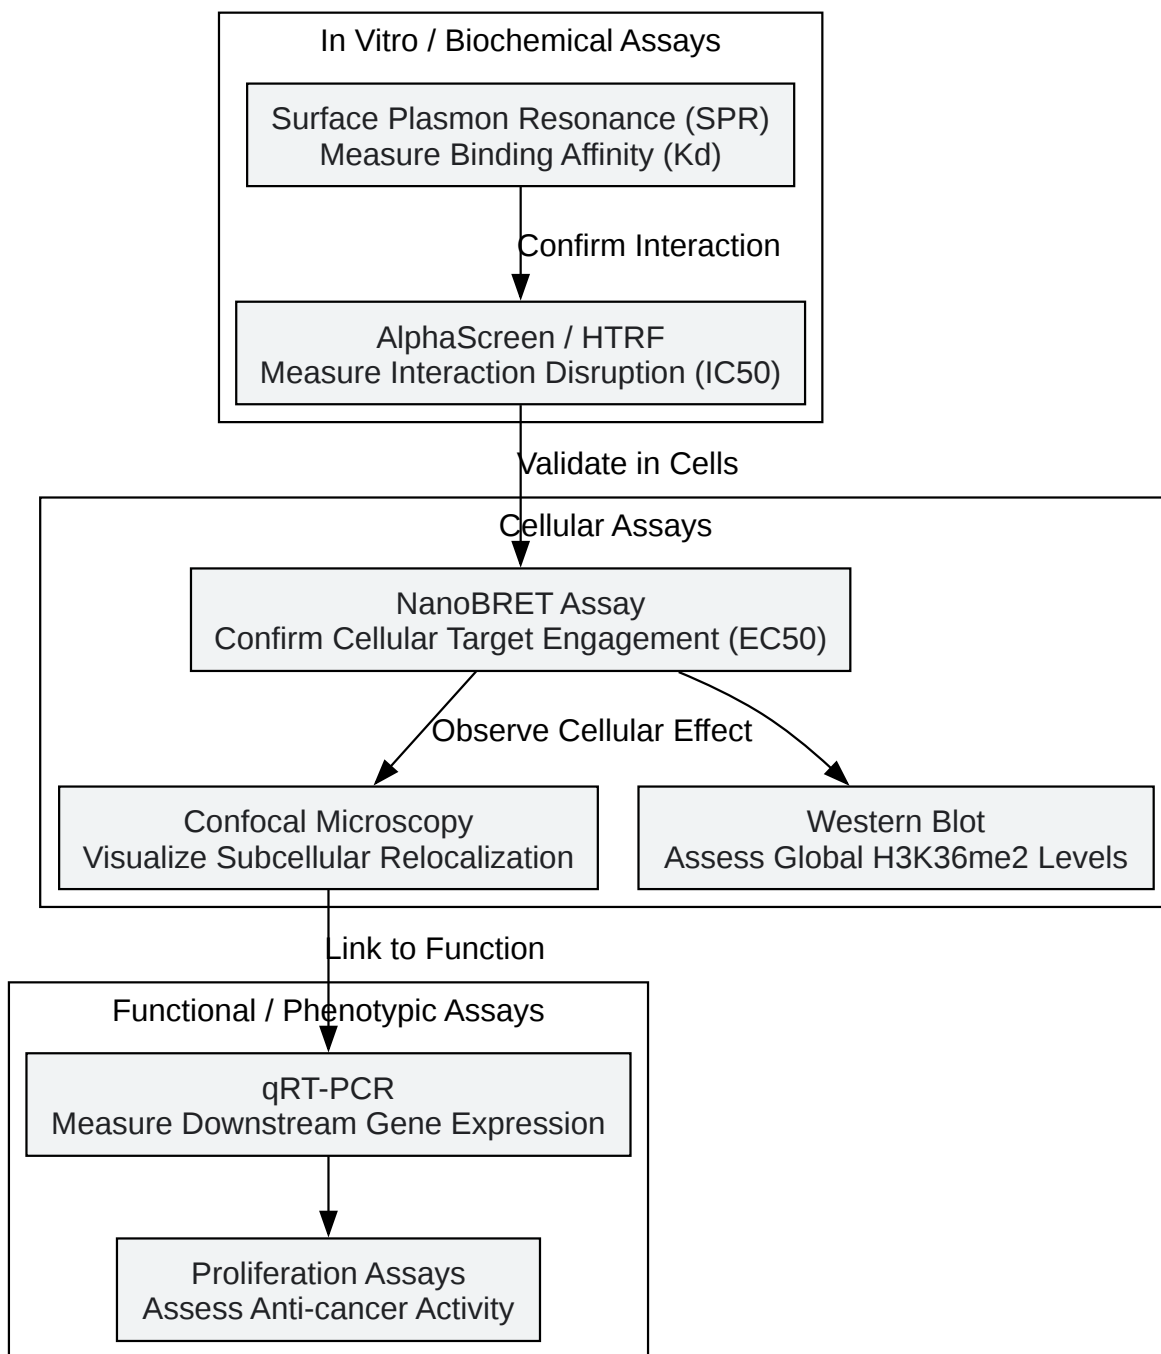 In Vitro / Biochemical Assays
Surface Plasmon Resonance (SPR)
Measure Binding Affinity (Kd)
Confirm Interaction
AlphaScreen / HTRF
Measure Interaction Disruption (IC50)
Validate in Cells
Cellular Assays
NanoBRET Assay
Confirm Cellular Target Engagement (EC50)
Observe Cellular Effect
Confocal Microscopy
Visualize Subcellular Relocalization
Western Blot
Assess Global H3K36me2 Levels
Link to Function
Functional / Phenotypic Assays
qRT-PCR
Measure Downstream Gene Expression
Proliferation Assays
Assess Anti-cancer Activity